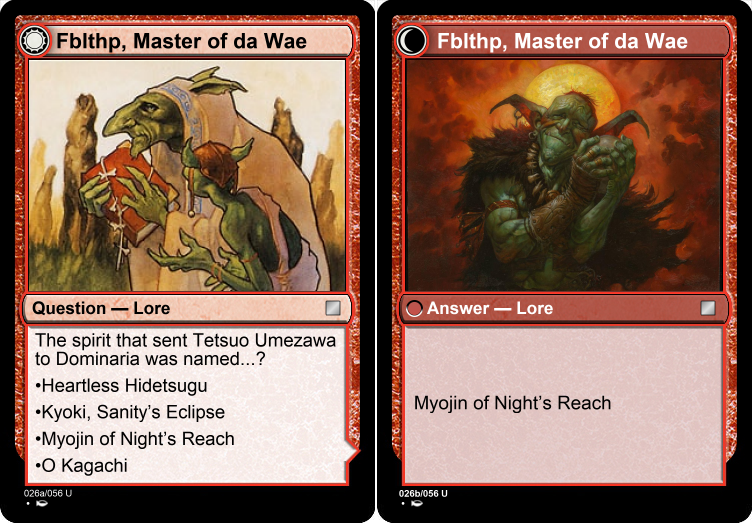 Fblthp, Master of da Wae
Question — Lore
The spirit that sent Tetsuo Umezawa
to Dominaria was named...?
•Heartless Hidetsugu
•Kyoki, Sanity's Eclipse
•Myojin of Night's Reach
•O Kagachi
026a/056 U
Fblthp, Master of da Wae
Answer — Lore
Myojin of Night's Reach
026b/056 U